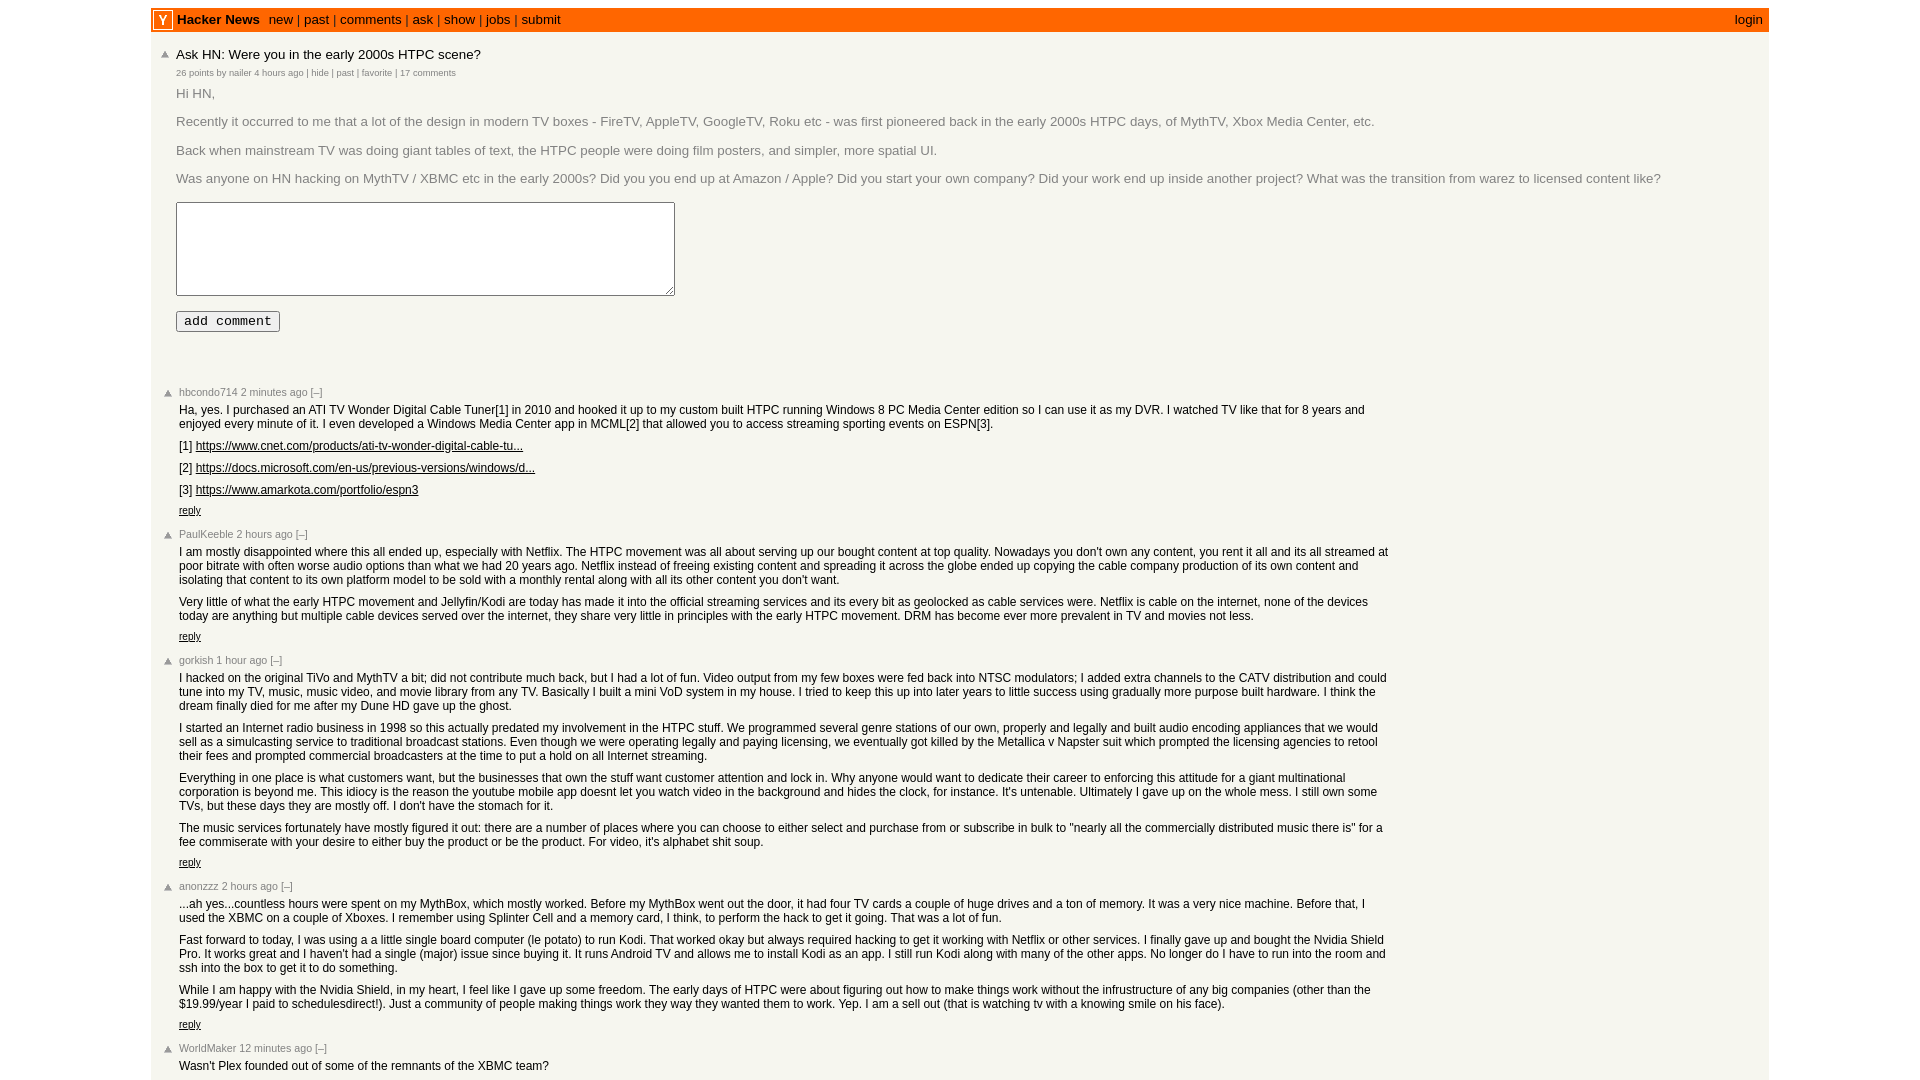 Y Hacker News new | past | comments | ask | show | jobs | submit login
Ask HN: Were you in the early 2000s HTPC scene?
26 points by nailer 4 hours ago | hide | past | favorite | 17 comments
Hi HN,
Recently it occurred to me that a lot of the design in modern TV boxes - FireTV, AppleTV, GoogleTV, Roku etc - was first pioneered back in the early 2000s HTPC days, of MythTV, Xbox Media Center, etc.
Back when mainstream TV was doing giant tables of text, the HTPC people were doing film posters, and simpler, more spatial UI.
Was anyone on HN hacking on MythTV / XBMC etc in the early 2000s? Did you you end up at Amazon / Apple? Did you start your own company? Did your work end up inside another project? What was the transition from warez to licensed content like?
add comment
hbcondo714 2 minutes ago [–]
Ha, yes. I purchased an ATI TV Wonder Digital Cable Tuner[1] in 2010 and hooked it up to my custom built HTPC running Windows 8 PC Media Center edition so I can use it as my DVR. I watched TV like that for 8 years and
enjoyed every minute of it. I even developed a Windows Media Center app in MCML[2] that allowed you to access streaming sporting events on ESPN[3].
[1] https://www.cnet.com/products/ati-tv-wonder-digital-cable-tu...
[2] https://docs.microsoft.com/en-us/previous-versions/windows/d...
[3] https://www.amarkota.com/portfolio/espn3
reply
PaulKeeble 2 hours ago [–]
I am mostly disappointed where this all ended up, especially with Netflix. The HTPC movement was all about serving up our bought content at top quality. Nowadays you don't own any content, you rent it all and its all streamed at
poor bitrate with often worse audio options than what we had 20 years ago. Netflix instead of freeing existing content and spreading it across the globe ended up copying the cable company production of its own content and
isolating that content to its own platform model to be sold with a monthly rental along with all its other content you don't want.
Very little of what the early HTPC movement and Jellyfin/Kodi are today has made it into the official streaming services and its every bit as geolocked as cable services were. Netflix is cable on the internet, none of the devices
today are anything but multiple cable devices served over the internet, they share very little in principles with the early HTPC movement. DRM has become ever more prevalent in TV and movies not less.
reply
gorkish 1 hour ago [–]
I hacked on the original TiVo and MythTV a bit; did not contribute much back, but I had a lot of fun. Video output from my few boxes were fed back into NTSC modulators; I added extra channels to the CATV distribution and could
tune into my TV, music, music video, and movie library from any TV. Basically I built a mini VoD system in my house. I tried to keep this up into later years to little success using gradually more purpose built hardware. I think the
dream finally died for me after my Dune HD gave up the ghost.
I started an Internet radio business in 1998 so this actually predated my involvement in the HTPC stuff. We programmed several genre stations of our own, properly and legally and built audio encoding appliances that we would
sell as a simulcasting service to traditional broadcast stations. Even though we were operating legally and paying licensing, we eventually got killed by the Metallica v Napster suit which prompted the licensing agencies to retool
their fees and prompted commercial broadcasters at the time to put a hold on all Internet streaming.
Everything in one place is what customers want, but the businesses that own the stuff want customer attention and lock in. Why anyone would want to dedicate their career to enforcing this attitude for a giant multinational
corporation is beyond me. This idiocy is the reason the youtube mobile app doesnt let you watch video in the background and hides the clock, for instance. It's untenable. Ultimately I gave up on the whole mess. I still own some
TVs, but these days they are mostly off. I don't have the stomach for it.
The music services fortunately have mostly figured it out: there are a number of places where you can choose to either select and purchase from or subscribe in bulk to "nearly all the commercially distributed music there is" for a
fee commiserate with your desire to either buy the product or be the product. For video, it's alphabet shit soup.
reply
anonzzz 2 hours ago [–]
...ah yes...countless hours were spent on my MythBox, which mostly worked. Before my MythBox went out the door, it had four TV cards a couple of huge drives and a ton of memory. It was a very nice machine. Before that, I
used the XBMC on a couple of Xboxes. I remember using Splinter Cell and a memory card, I think, to perform the hack to get it going. That was a lot of fun.
Fast forward to today, I was using a a little single board computer (le potato) to run Kodi. That worked okay but always required hacking to get it working with Netflix or other services. I finally gave up and bought the Nvidia Shield
Pro. It works great and I haven't had a single (major) issue since buying it. It runs Android TV and allows me to install Kodi as an app. I still run Kodi along with many of the other apps. No longer do I have to run into the room and
ssh into the box to get it to do something.
While I am happy with the Nvidia Shield, in my heart, I feel like I gave up some freedom. The early days of HTPC were about figuring out how to make things work without the infrustructure of any big companies (other than the
$19.99/year I paid to schedulesdirect!). Just a community of people making things work they way they wanted them to work. Yep. I am a sell out (that is watching tv with a knowing smile on his face).
reply
WorldMaker 12 minutes ago [–]
Wasn't Plex founded out of some of the remnants of the XBMC team?